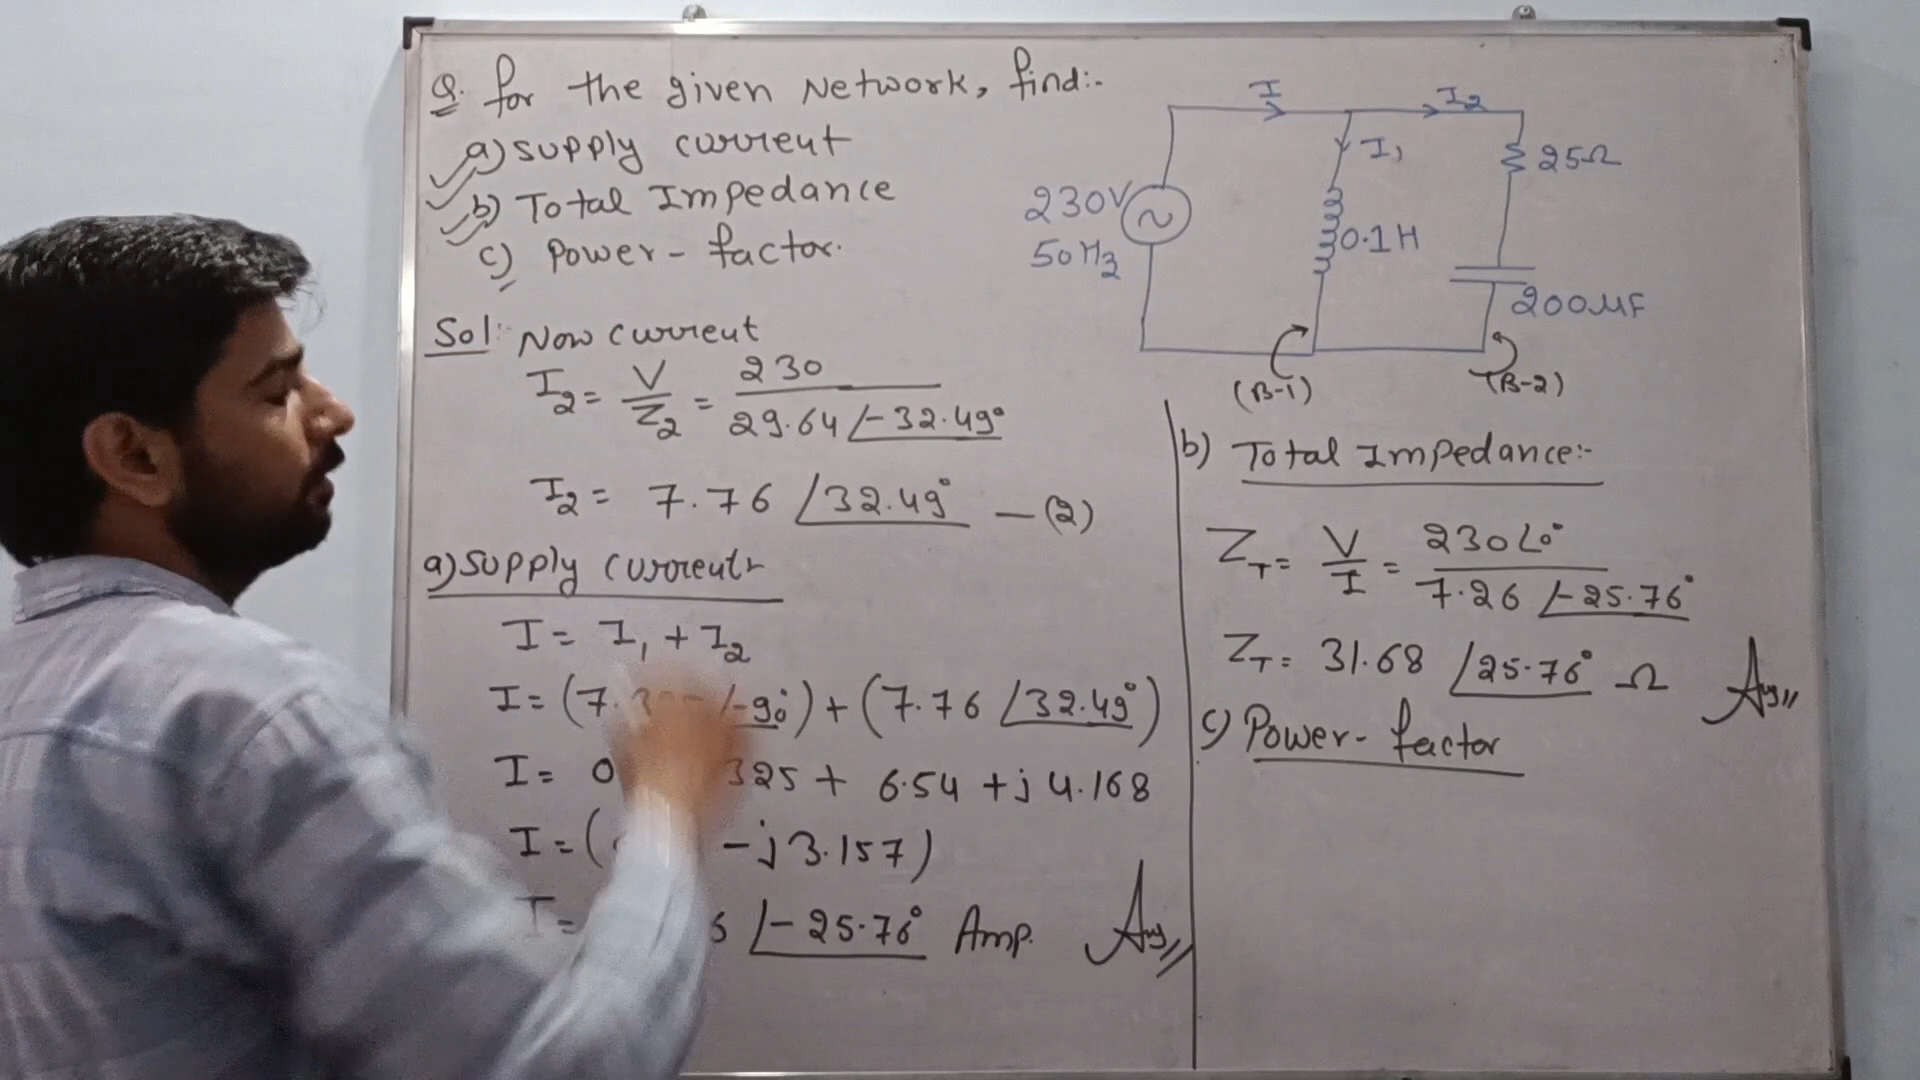 Q. for the given Network, find:-
a) supply current
b) Total Impedance
c) Power-factor.
I
I2
I1
25Ω
230V
50Hz
0.1H
200μF
(B-1)
(B-2)
Sol:- Now current
I2 = V/Z2 = 230/29.64∠-32.49°
I2 = 7.76 ∠32.49° —(2)
a) supply current
I = I1 + I2
I = (7. ∠-90°) + (7.76 ∠32.49°)
I = 0 325 + 6.54 + j 4.168
I = ( - j 3.157)
I = 6 ∠-25.76° Amp. Ans
b) Total Impedance:-
ZT = V/I = 230∠0°/7.26 ∠-25.76°
ZT = 31.68 ∠25.76° Ω Ans
c) Power-factor